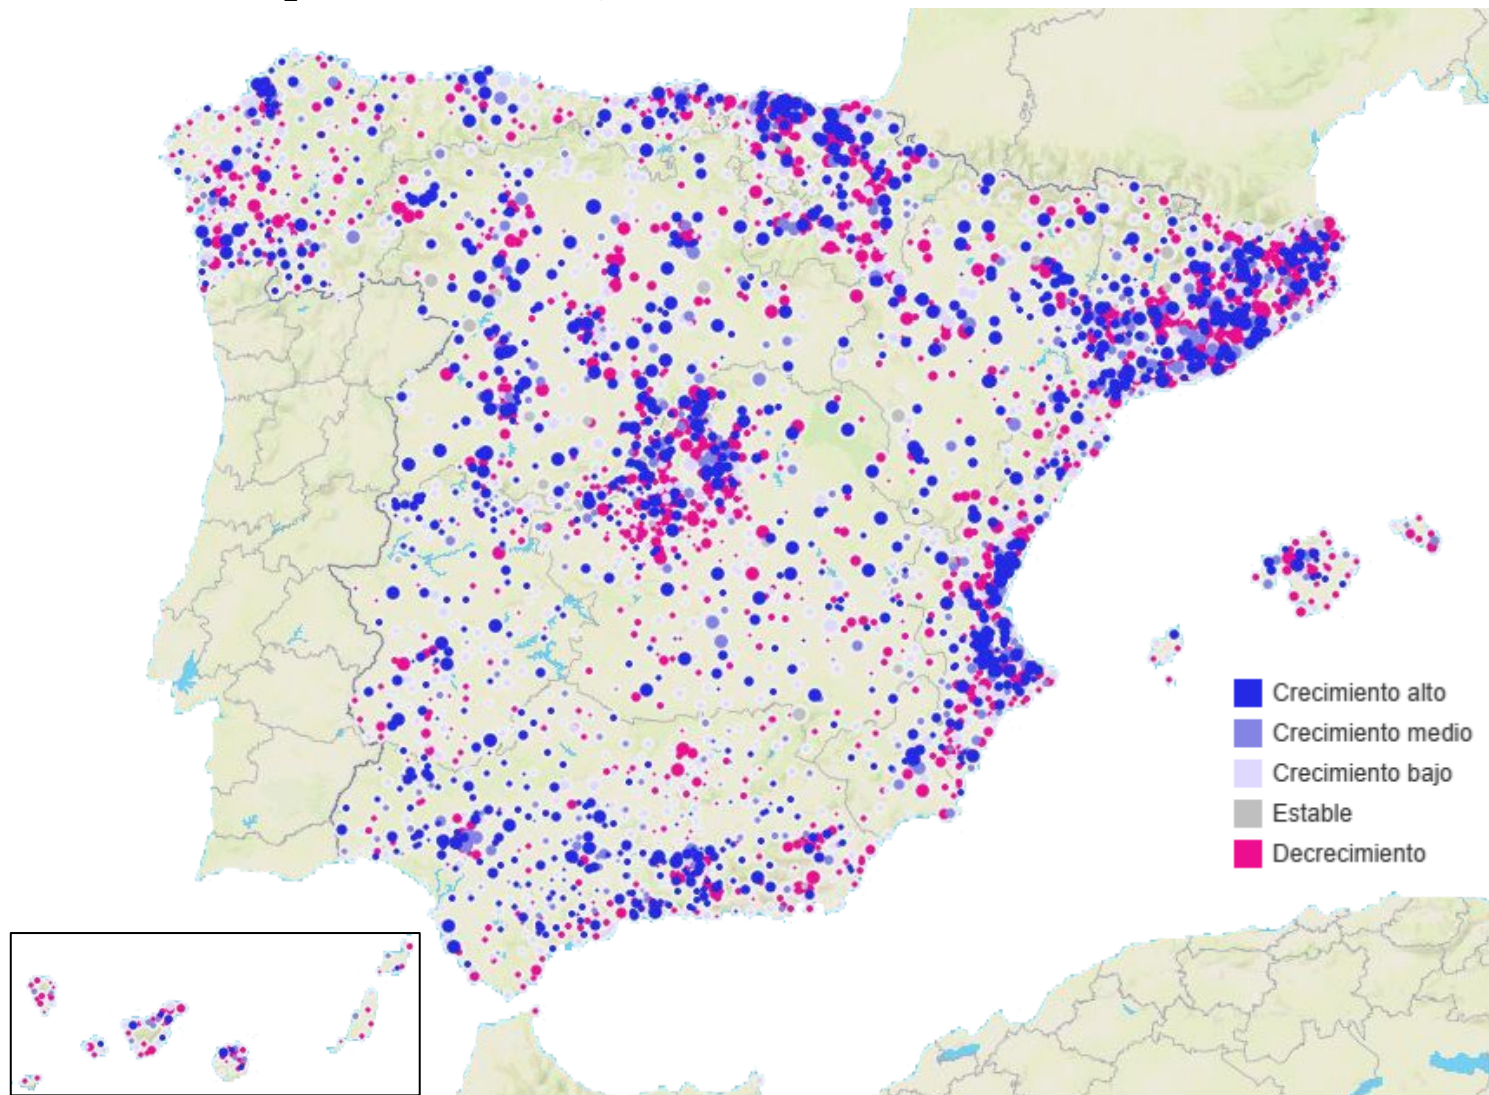 Crecimiento alto
Crecimiento medio
Crecimiento bajo
Estable
Decrecimiento